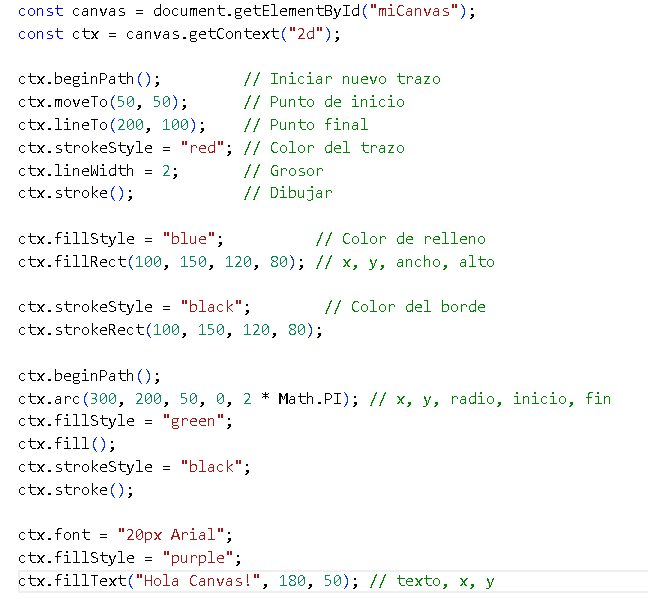 const canvas = document.getElementById("miCanvas");
const ctx = canvas.getContext("2d");

ctx.beginPath();         // Iniciar nuevo trazo
ctx.moveTo(50, 50);      // Punto de inicio
ctx.lineTo(200, 100);    // Punto final
ctx.strokeStyle = "red"; // Color del trazo
ctx.lineWidth = 2;       // Grosor
ctx.stroke();            // Dibujar

ctx.fillStyle = "blue";          // Color de relleno
ctx.fillRect(100, 150, 120, 80); // x, y, ancho, alto

ctx.strokeStyle = "black";        // Color del borde
ctx.strokeRect(100, 150, 120, 80);

ctx.beginPath();
ctx.arc(300, 200, 50, 0, 2 * Math.PI); // x, y, radio, inicio, fin
ctx.fillStyle = "green";
ctx.fill();
ctx.strokeStyle = "black";
ctx.stroke();

ctx.font = "20px Arial";
ctx.fillStyle = "purple";
ctx.fillText("Hola Canvas!", 180, 50); // texto, x, y